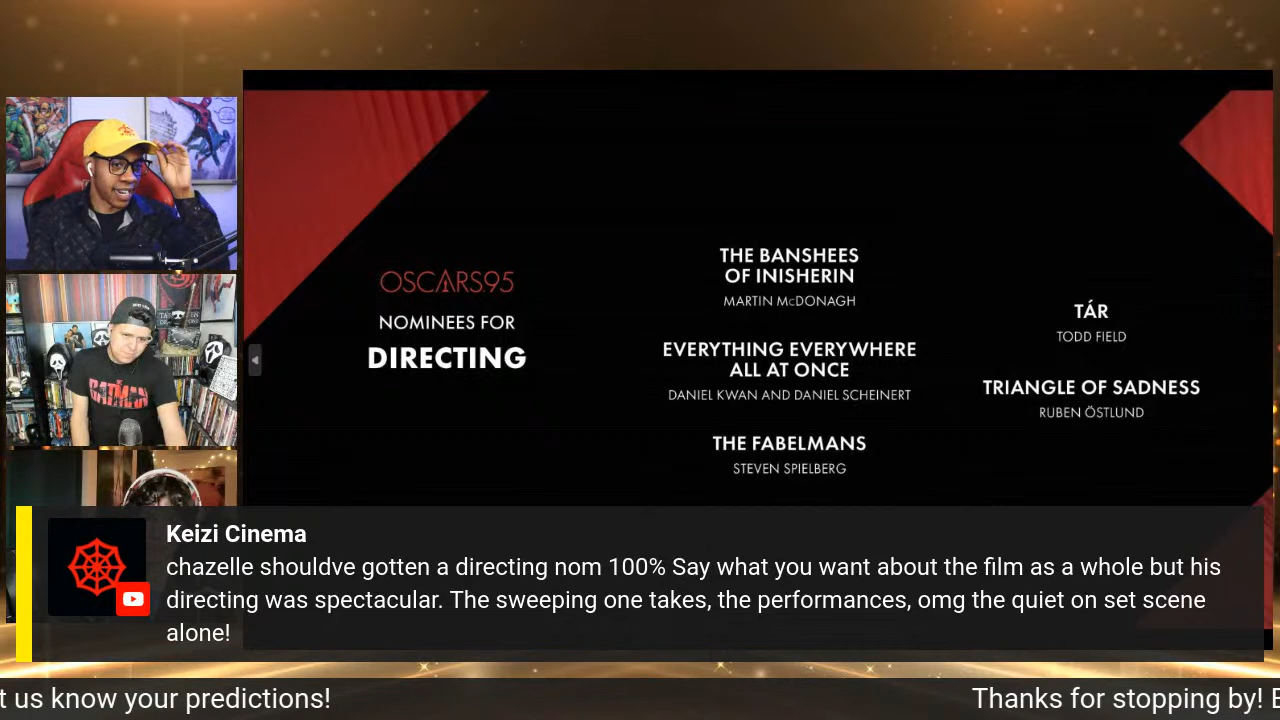 OSCARS95
NOMINEES FOR
DIRECTING
THE BANSHEES
OF INISHERIN
MARTIN McDONAGH
EVERYTHING EVERYWHERE
ALL AT ONCE
DANIEL KWAN AND DANIEL SCHEINERT
THE FABELMANS
STEVEN SPIELBERG
TÁR
TODD FIELD
TRIANGLE OF SADNESS
RUBEN ÖSTLUND
BATMAN
Keizi Cinema
chazelle shouldve gotten a directing nom 100% Say what you want about the film as a whole but his
directing was spectacular. The sweeping one takes, the performances, omg the quiet on set scene
alone!
t us know your predictions!
Thanks for stopping by!